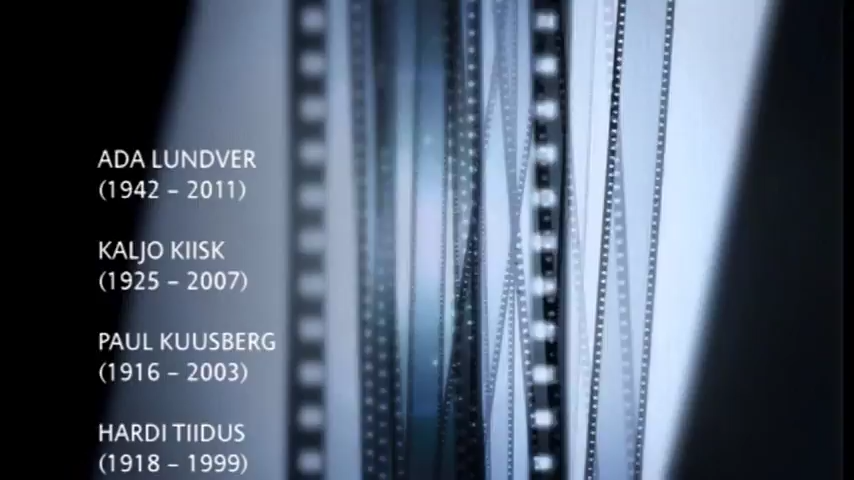 ADA LUNDVER
(1942 – 2011)
KALJO KIISK
(1925 – 2007)
PAUL KUUSBERG
(1916 – 2003)
HARDI TIIDUS
(1918 – 1999)